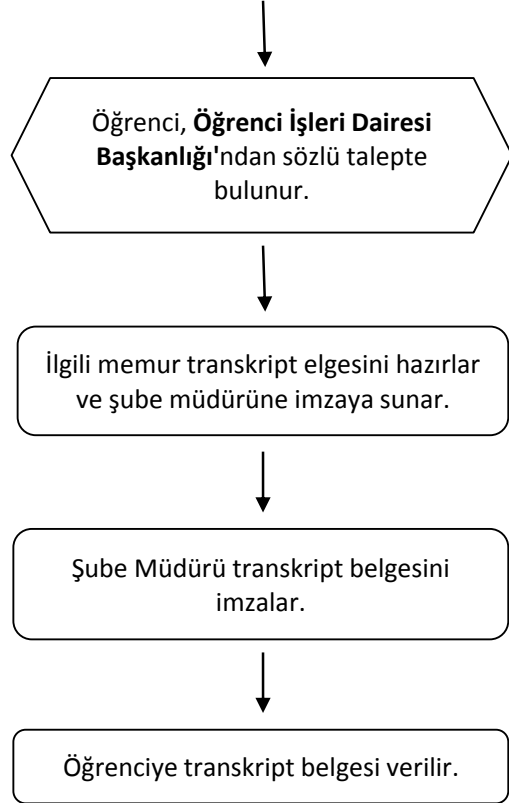 Öğrenci, Öğrenci İşleri Dairesi
Başkanlığı'ndan sözlü talepte
bulunur.
İlgili memur transkript elgesini hazırlar
ve şube müdürüne imzaya sunar.
Şube Müdürü transkript belgesini
imzalar.
Öğrenciye transkript belgesi verilir.